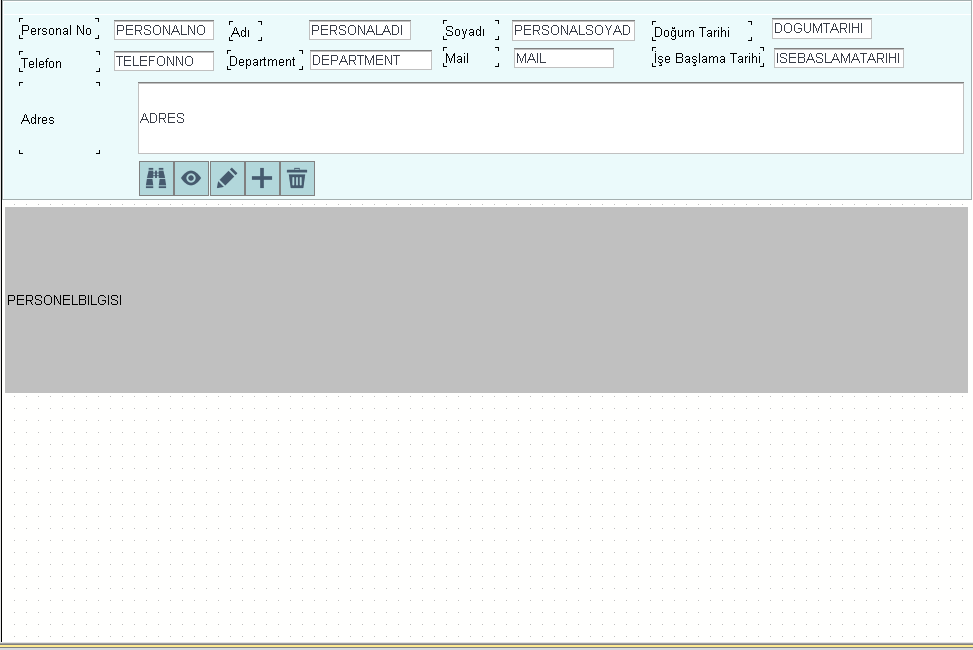 Personal No PERSONALNO Adı PERSONALADI Soyadı PERSONALSOYAD Doğum Tarihi DOGUMTARIHI
Telefon TELEFONNO Department DEPARTMENT Mail MAIL İşe Başlama Tarihi ISEBASLAMATARIHI
Adres ADRES
PERSONELBILGISI